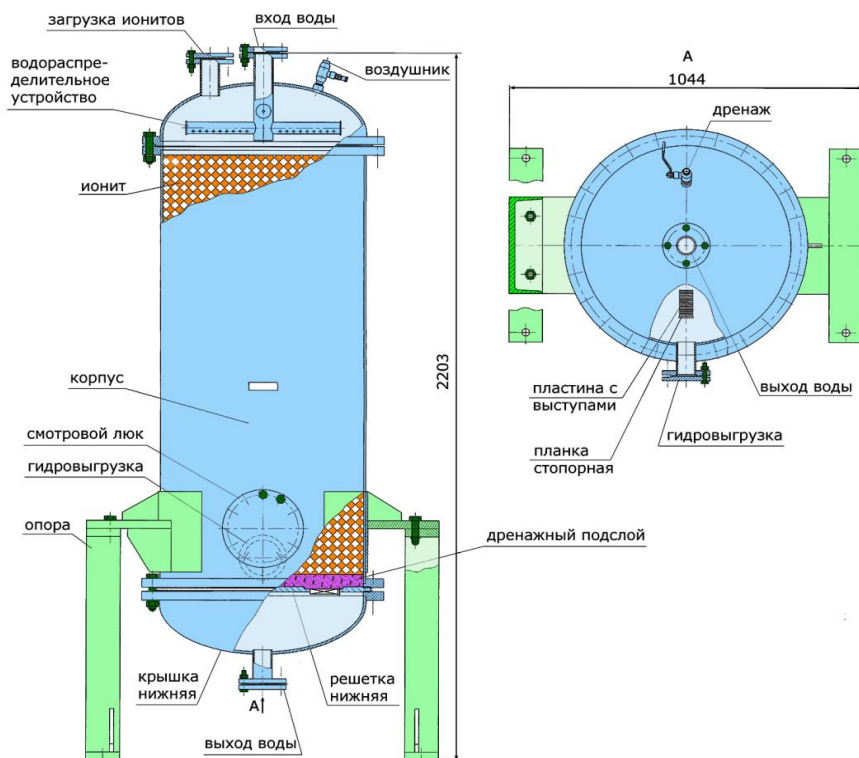 загрузка ионитов
вход воды
водораспре-
делительное
устройство
воздушник
ионит
корпус
2203
смотровой люк
гидровыгрузка
опора
дренажный подслой
крышка
нижняя
решетка
нижняя
А
выход воды
А
1044
дренаж
пластина с
выступами
выход воды
планка
стопорная
гидровыгрузка